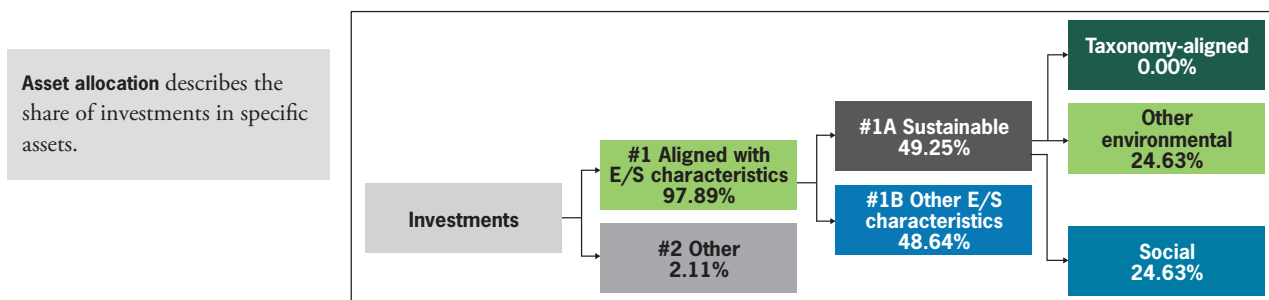 Asset allocation describes the
share of investments in specific
assets.
Investments
#1 Aligned with
E/S characteristics
97.89%
#2 Other
2.11%
#1A Sustainable
49.25%
#1B Other E/S
characteristics
48.64%
Taxonomy-aligned
0.00%
Other
environmental
24.63%
Social
24.63%